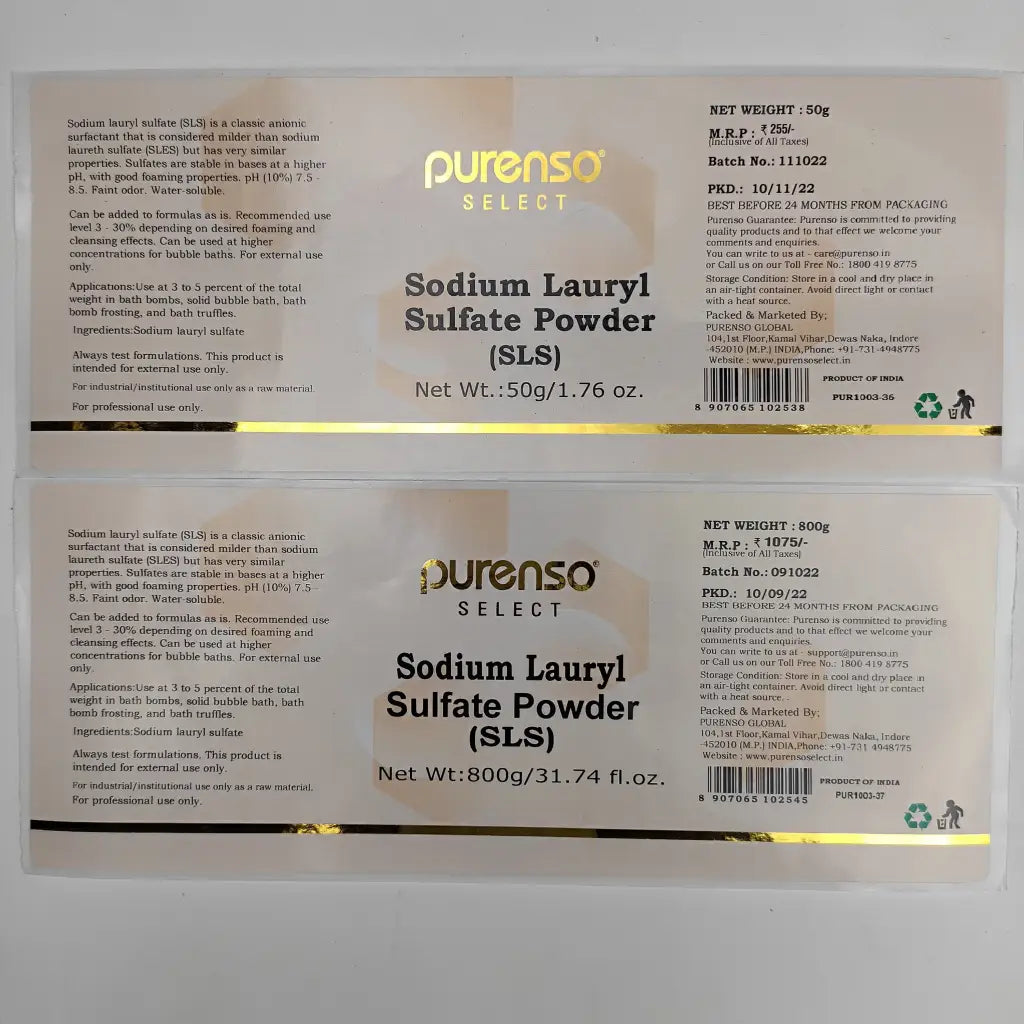 Sodium lauryl sulfate (SLS) is a classic anionic
surfactant that is considered milder than sodium
laureth sulfate (SLES) but has very similar
properties. Sulfates are stable in bases at a higher
pH, with good foaming properties. pH (10%) 7.5 -
8.5. Faint odor. Water-soluble.
Can be added to formulas as is. Recommended use
level 3 - 30% depending on desired foaming and
cleansing effects. Can be used at higher
concentrations for bubble baths. For external use
only.
Applications:Use at 3 to 5 percent of the total
weight in bath bombs, solid bubble bath, bath
bomb frosting, and bath truffles.
Ingredients:Sodium lauryl sulfate
Always test formulations. This product is
intended for external use only.
For industrial/institutional use only as a raw material.
For professional use only.
purenso®
SELECT
Sodium Lauryl
Sulfate Powder
(SLS)
Net Wt.:50g/1.76 oz.
NET WEIGHT : 50g
M.R.P : ₹ 255/-
(Inclusive of All Taxes)
Batch No.: 111022
PKD.: 10/11/22
BEST BEFORE 24 MONTHS FROM PACKAGING
Purenso Guarantee: Purenso is committed to providing
quality products and to that effect we welcome your
comments and enquiries.
You can write to us at - care@purenso.in
or Call us on our Toll Free No.: 1800 419 8775
Storage Condition: Store in a cool and dry place in
an air-tight container. Avoid direct light or contact
with a heat source.
Packed & Marketed By;
PURENSO GLOBAL
104,1st Floor,Kamal Vihar,Dewas Naka, Indore
-452010 (M.P.) INDIA,Phone: +91-731-4948775
Website : www.purensoselect.in
8 907065 102538
PRODUCT OF INDIA
PUR1003-36
Sodium lauryl sulfate (SLS) is a classic anionic
surfactant that is considered milder than sodium
laureth sulfate (SLES) but has very similar
properties. Sulfates are stable in bases at a higher
pH, with good foaming properties. pH (10%) 7.5 -
8.5. Faint odor. Water-soluble.
Can be added to formulas as is. Recommended use
level 3 - 30% depending on desired foaming and
cleansing effects. Can be used at higher
concentrations for bubble baths. For external use
only.
Applications:Use at 3 to 5 percent of the total
weight in bath bombs, solid bubble bath, bath
bomb frosting, and bath truffles.
Ingredients:Sodium lauryl sulfate
Always test formulations. This product is
intended for external use only.
For industrial/institutional use only as a raw material.
For professional use only.
purenso®
SELECT
Sodium Lauryl
Sulfate Powder
(SLS)
Net Wt:800g/31.74 fl.oz.
NET WEIGHT : 800g
M.R.P : ₹ 1075/-
(Inclusive of All Taxes)
Batch No.: 091022
PKD.: 10/09/22
BEST BEFORE 24 MONTHS FROM PACKAGING
Purenso Guarantee: Purenso is committed to providing
quality products and to that effect we welcome your
comments and enquiries.
You can write to us at - support@purenso.in
or Call us on our Toll Free No.: 1800 419 8775
Storage Condition: Store in a cool and dry place in
an air-tight container. Avoid direct light or contact
with a heat source. .
Packed & Marketed By;
PURENSO GLOBAL
104,1st Floor,Kamal Vihar,Dewas Naka, Indore
-452010 (M.P.) INDIA,Phone: +91-731 4948775
Website : www.purensoselect.in
8 907065 102545
PRODUCT OF INDIA
PUR1003-37